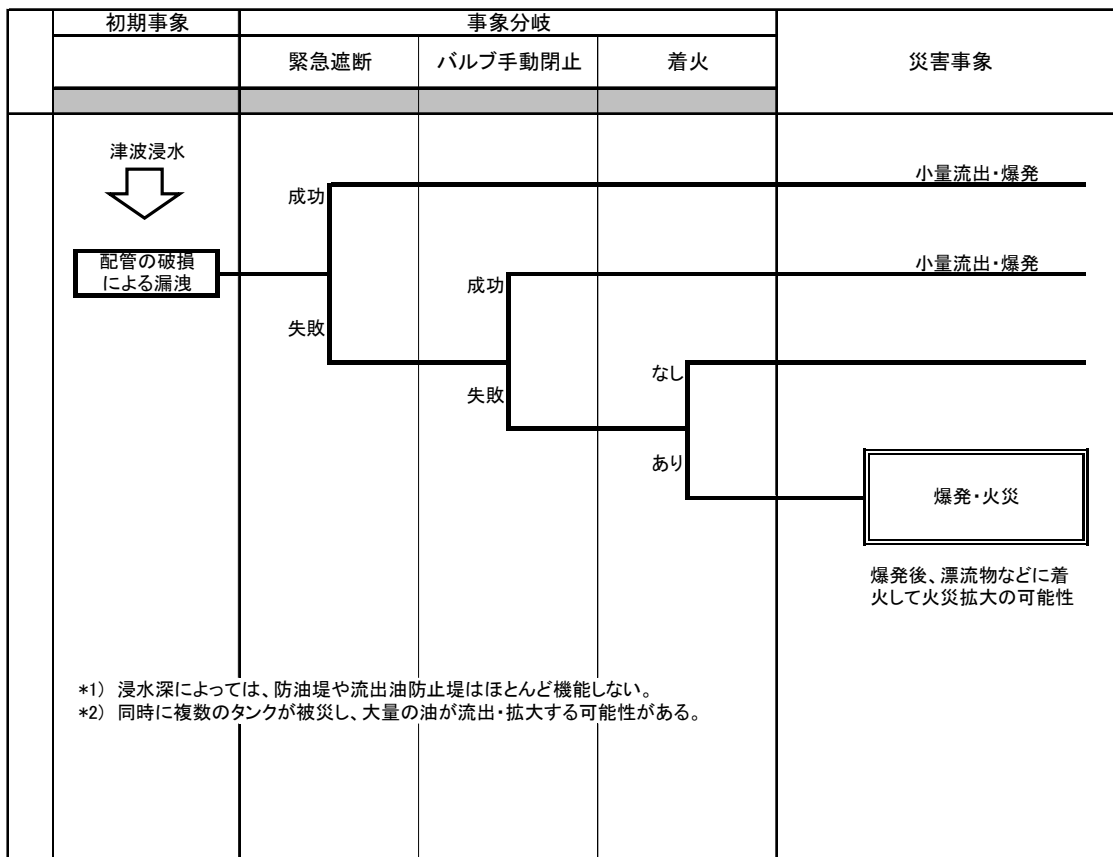 初期事象
事象分岐
緊急遮断
バルブ手動閉止
着火
災害事象
津波浸水
小量流出・爆発
成功
配管の破損
による漏洩
小量流出・爆発
成功
失敗
なし
失敗
あり
爆発・火災
爆発後、漂流物などに着
火して火災拡大の可能性
*1) 浸水深によっては、防油堤や流出油防止堤はほとんど機能しない。
*2) 同時に複数のタンクが被災し、大量の油が流出・拡大する可能性がある。